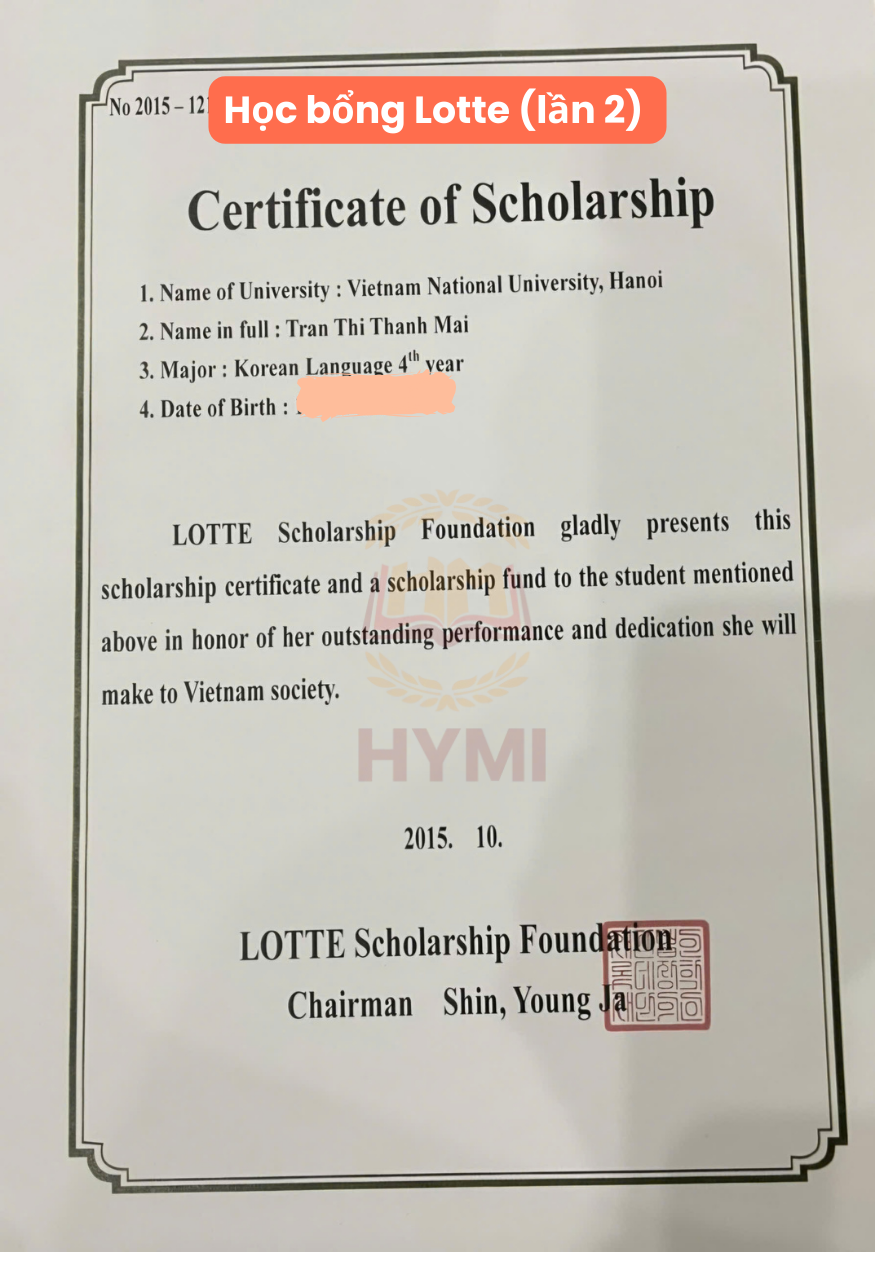 No 2015 – 12
Học bổng Lotte (lần 2)
Certificate of Scholarship
1. Name of University : Vietnam National University, Hanoi
2. Name in full : Tran Thi Thanh Mai
3. Major : Korean Language 4th year
4. Date of Birth :
LOTTE Scholarship Foundation gladly presents this
scholarship certificate and a scholarship fund to the student mentioned
above in honor of her outstanding performance and dedication she will
make to Vietnam society.
HYMI
2015. 10.
LOTTE Scholarship Foundation
Chairman Shin, Young Ja